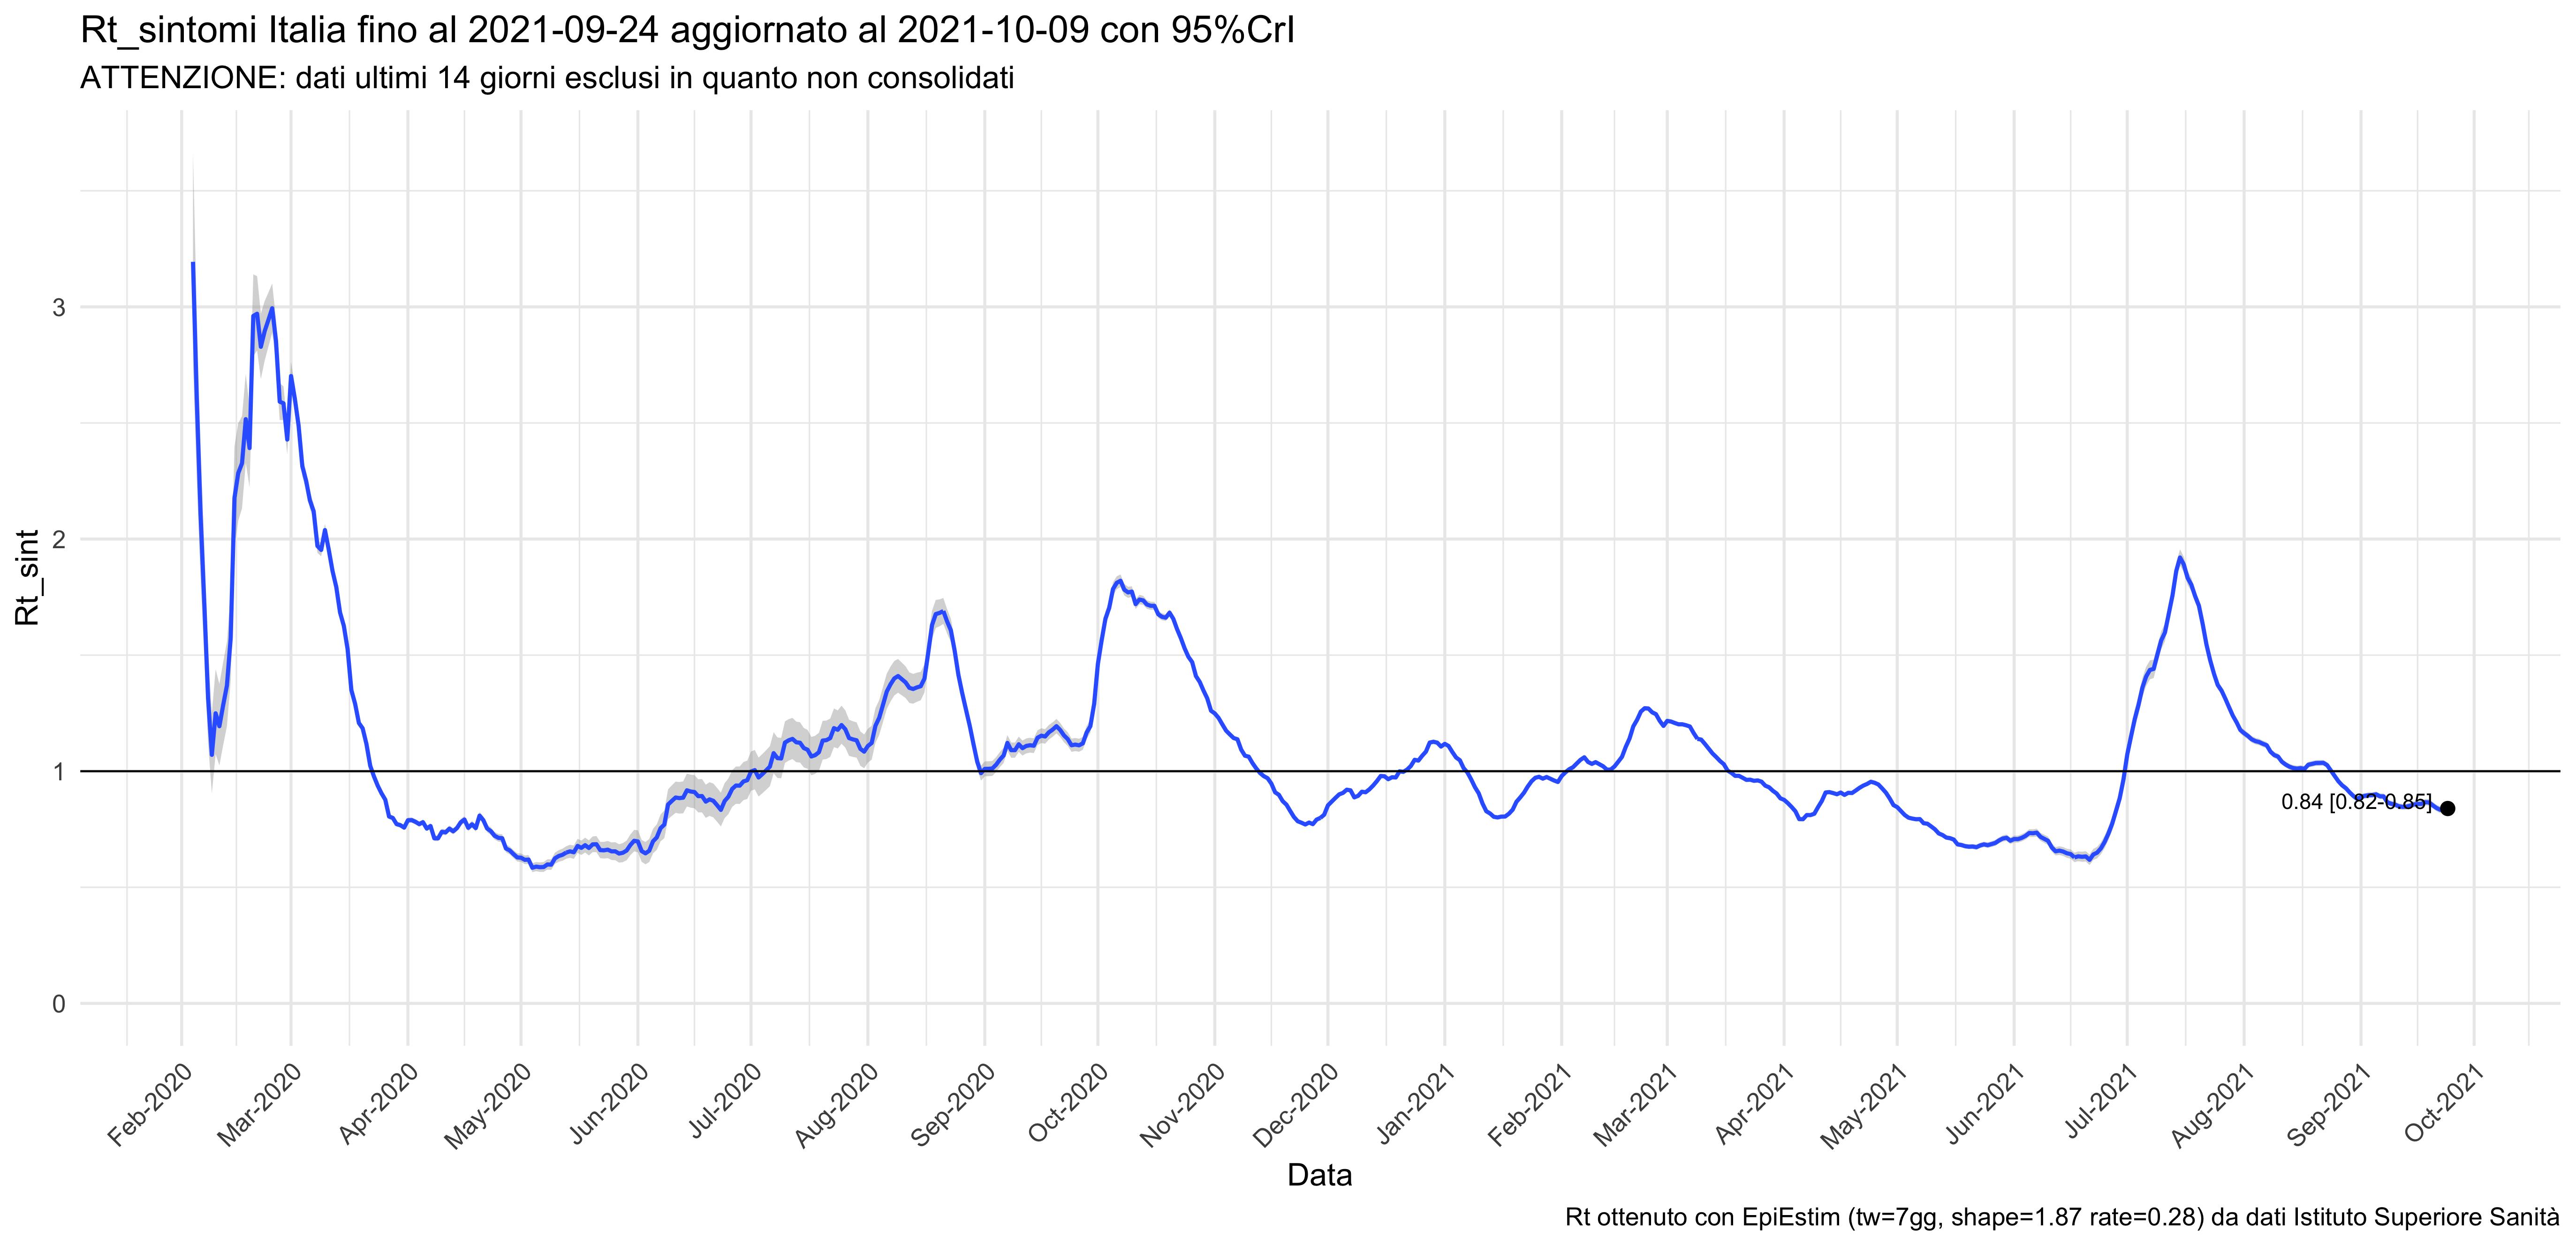 Rt_sintomi Italia fino al 2021-09-24 aggiornato al 2021-10-09 con 95%CrI
ATTENZIONE: dati ultimi 14 giorni esclusi in quanto non consolidati
Rt_sint
3
2
1
0
0.84 [0.82-0.85]
Feb-2020
Mar-2020
Apr-2020
May-2020
Jun-2020
Jul-2020
Aug-2020
Sep-2020
Oct-2020
Nov-2020
Dec-2020
Jan-2021
Feb-2021
Mar-2021
Apr-2021
May-2021
Jun-2021
Jul-2021
Aug-2021
Sep-2021
Oct-2021
Data
Rt ottenuto con EpiEstim (tw=7gg, shape=1.87 rate=0.28) da dati Istituto Superiore Sanità